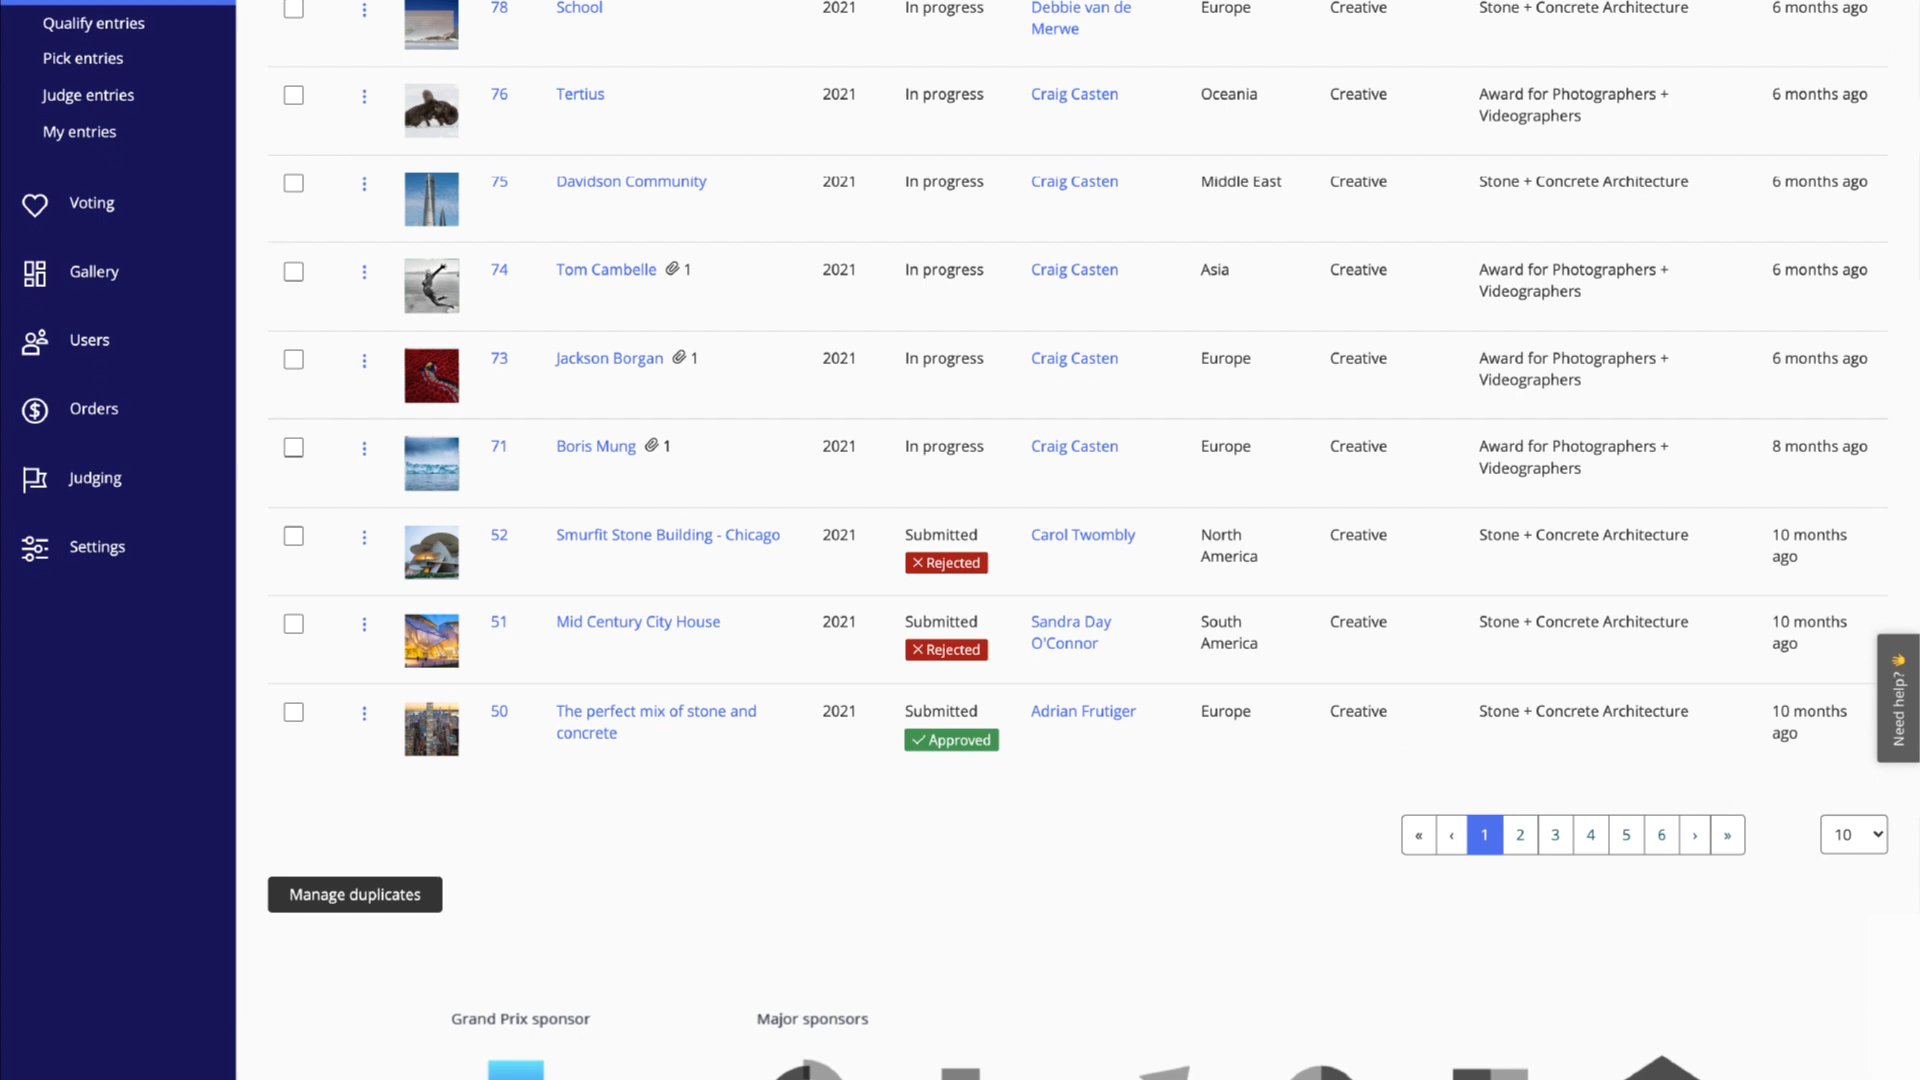 Qualify entries
Pick entries
Judge entries
My entries
Voting
Gallery
Users
Orders
Judging
Settings
78 School 2021 In progress Debbie van de Europe Creative Stone + Concrete Architecture 6 months ago
Merwe
76 Tertius 2021 In progress Craig Casten Oceania Creative Award for Photographers + 6 months ago
Videographers
75 Davidson Community 2021 In progress Craig Casten Middle East Creative Stone + Concrete Architecture 6 months ago
74 Tom Cambelle 1 2021 In progress Craig Casten Asia Creative Award for Photographers + 6 months ago
Videographers
73 Jackson Borgan 1 2021 In progress Craig Casten Europe Creative Award for Photographers + 6 months ago
Videographers
71 Boris Mung 1 2021 In progress Craig Casten Europe Creative Award for Photographers + 8 months ago
Videographers
52 Smurfit Stone Building - Chicago 2021 Submitted Carol Twombly North Creative Stone + Concrete Architecture 10 months
Rejected America ago
51 Mid Century City House 2021 Submitted Sandra Day South Creative Stone + Concrete Architecture 10 months
Rejected O'Connor America ago
50 The perfect mix of stone and 2021 Submitted Adrian Frutiger Europe Creative Stone + Concrete Architecture 10 months
concrete Approved ago
Need help? 👋
« ‹ 1 2 3 4 5 6 › » 10
Manage duplicates
Grand Prix sponsor Major sponsors